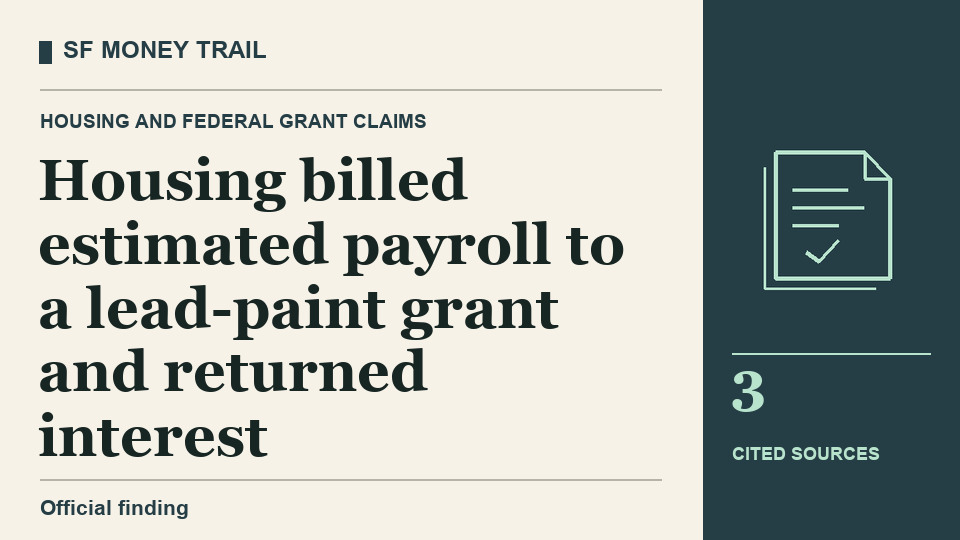 SF MONEY TRAIL
HOUSING AND FEDERAL GRANT CLAIMS
Housing billed
estimated payroll to
a lead-paint grant
and returned
interest
Official finding
3
CITED SOURCES